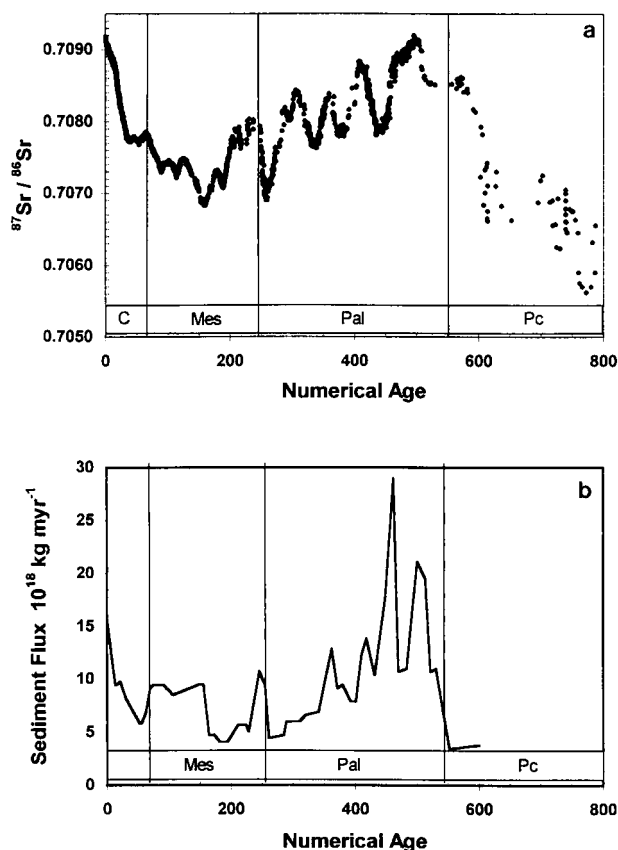 a
0.7090
0.7080
0.7070
0.7060
0.7050
⁸⁷Sr / ⁸⁶Sr
C Mes Pal Pc
0 200 400 600 800
Numerical Age
b
30
25
20
15
10
5
0
Sediment Flux 10¹⁸ kg myr⁻¹
Mes Pal Pc
0 200 400 600 800
Numerical Age